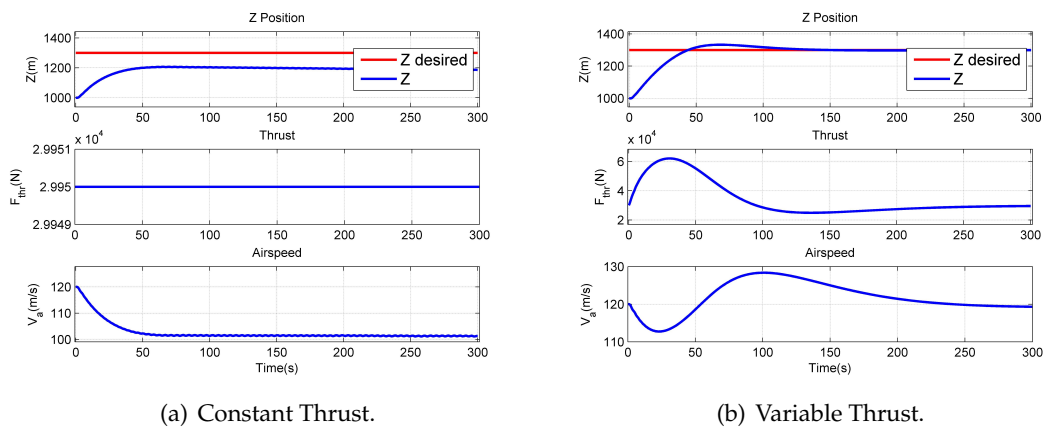 Z Position
1400
1200
1000
Z(m)
Z desired
Z
0 50 100 150 200 250 300
x 10^4
Thrust
2.9951
2.995
2.9949
F_thr(N)
0 50 100 150 200 250 300
Airspeed
120
110
100
V_a(m/s)
0 50 100 150 200 250 300
Time(s)
(a) Constant Thrust.
Z Position
1400
1200
1000
Z(m)
Z desired
Z
0 50 100 150 200 250 300
x 10^4
Thrust
6
4
2
F_thr(N)
0 50 100 150 200 250 300
Airspeed
130
120
110
V_a(m/s)
0 50 100 150 200 250 300
Time(s)
(b) Variable Thrust.